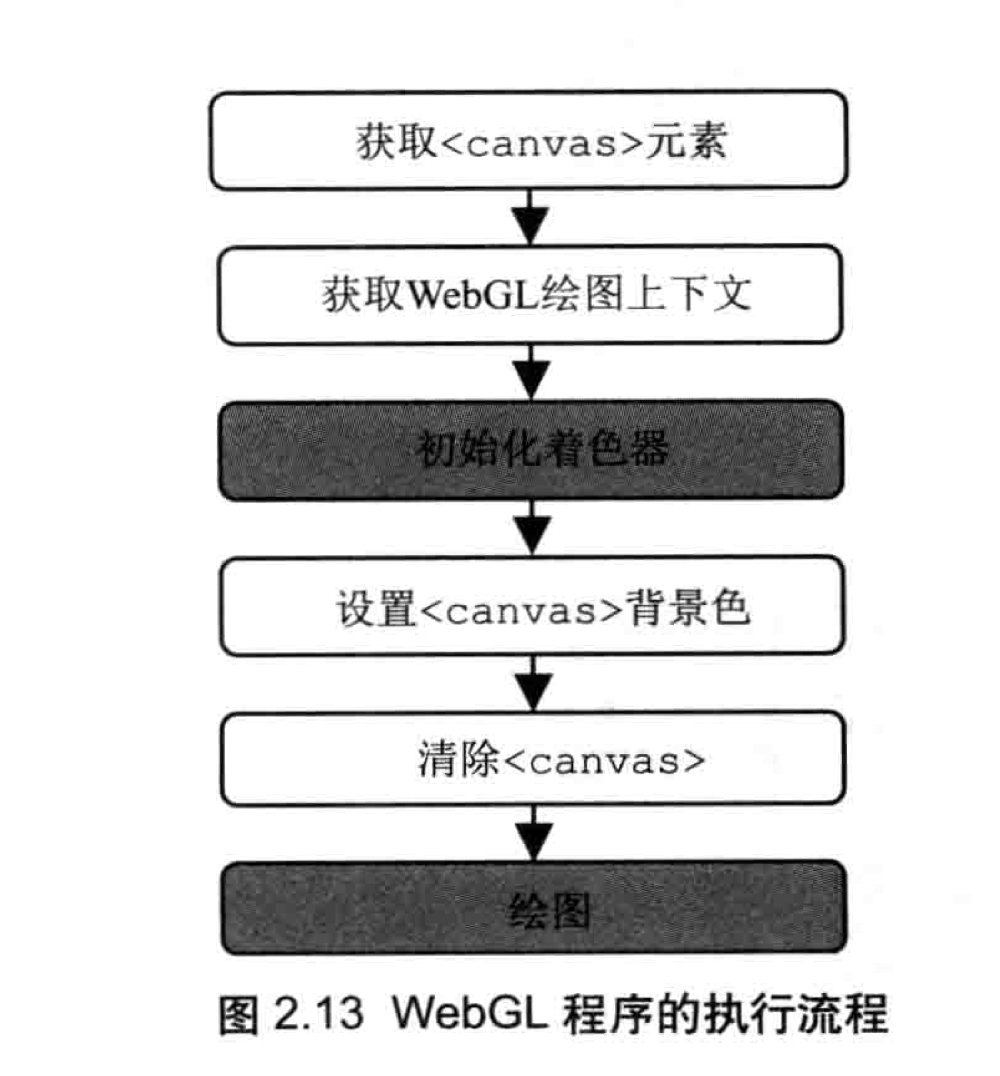 获取<canvas>元素
获取WebGL绘图上下文
初始化着色器
设置<canvas>背景色
清除<canvas>
绘图
图 2.13 WebGL 程序的执行流程